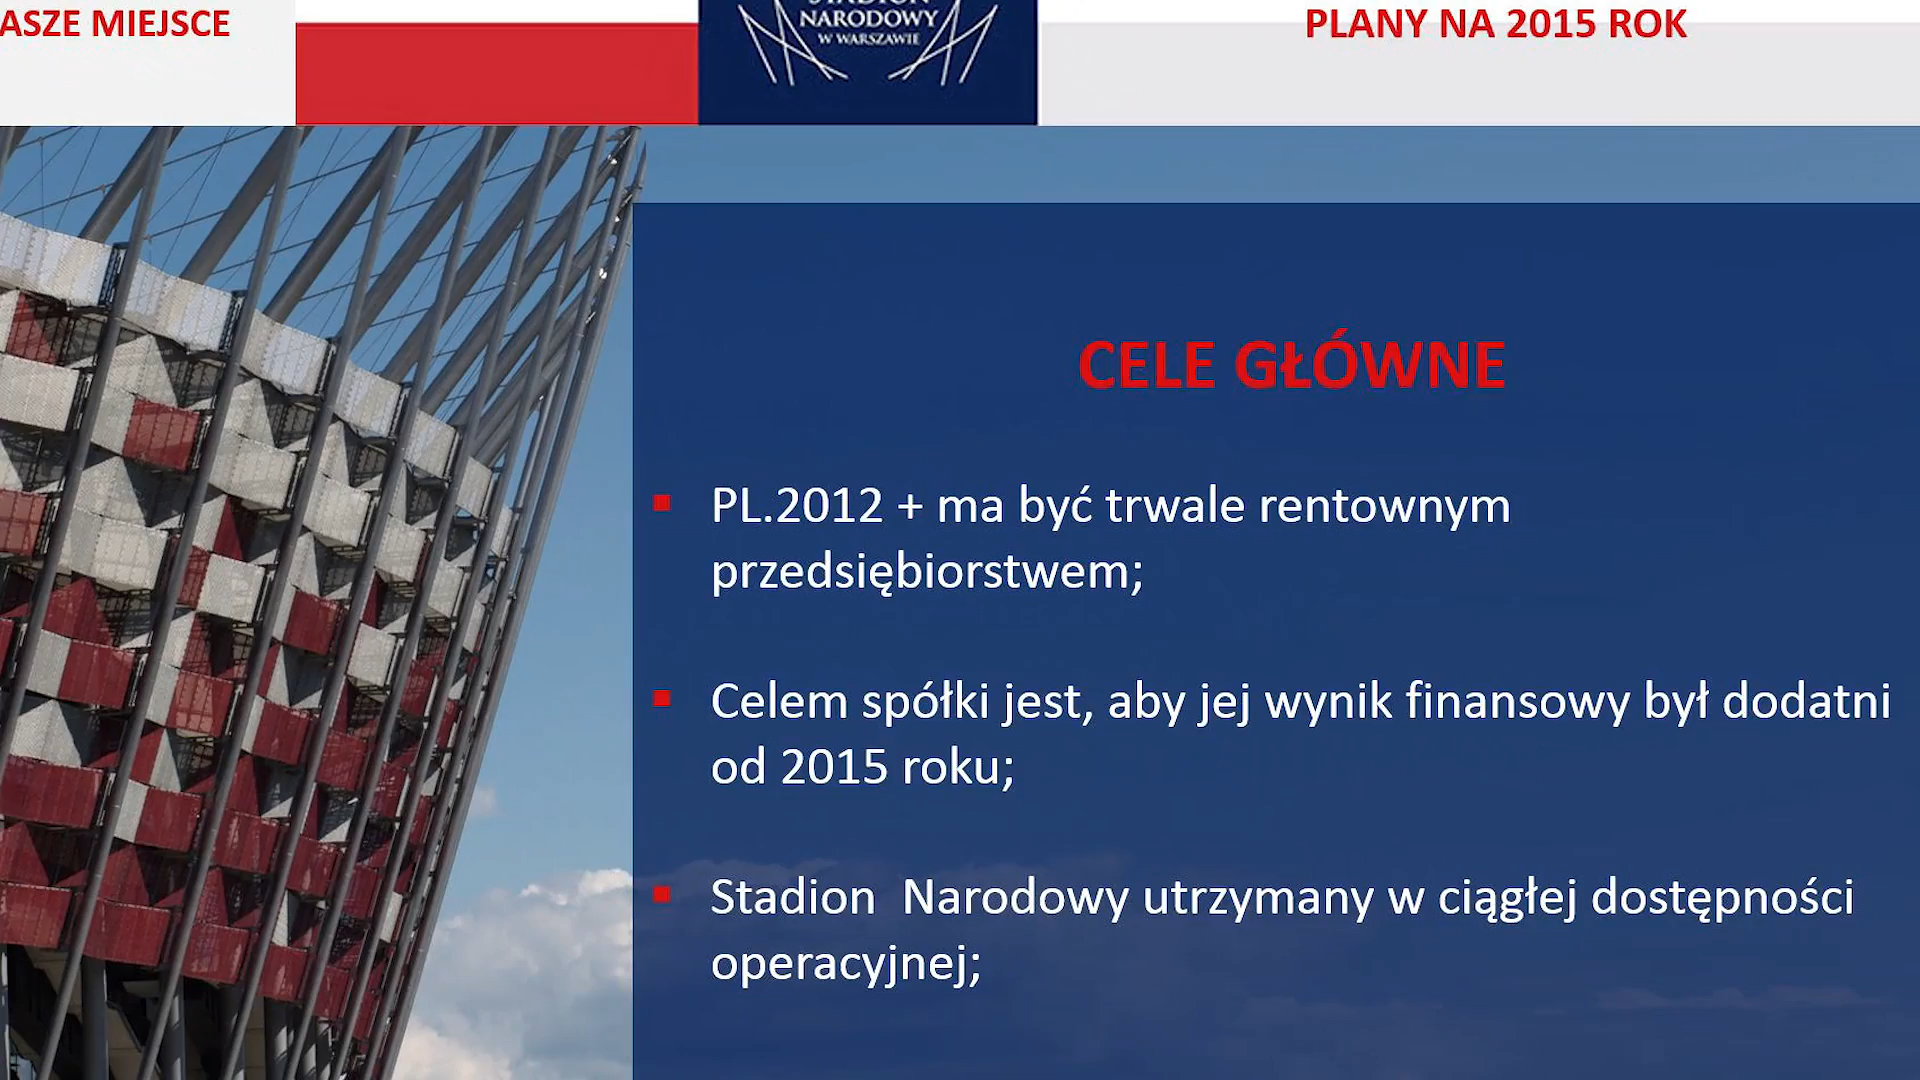 ASZE MIEJSCE
STADION
NARODOWY
W WARSZAWIE
PLANY NA 2015 ROK
CELE GŁÓWNE
PL.2012 + ma być trwale rentownym
przedsiębiorstwem;
Celem spółki jest, aby jej wynik finansowy był dodatni
od 2015 roku;
Stadion Narodowy utrzymany w ciągłej dostępności
operacyjnej;